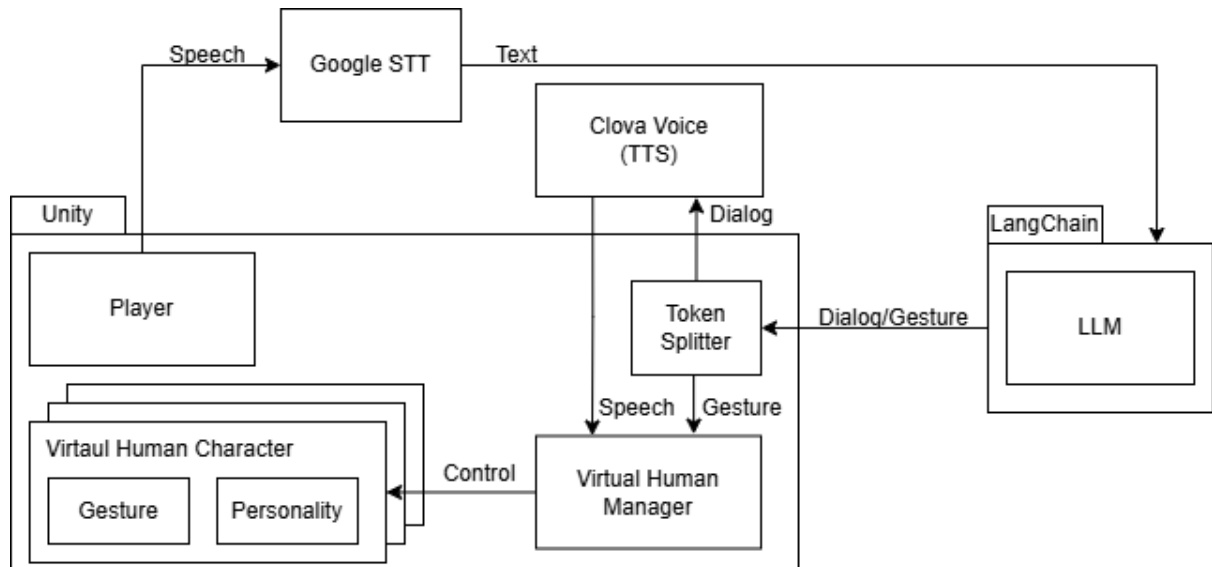 Speech
Google STT
Text
Clova Voice
(TTS)
Unity
Dialog
LangChain
Player
Token
Splitter
Dialog/Gesture
LLM
Speech
Gesture
Virtaul Human Character
Control
Virtual Human
Manager
Gesture
Personality